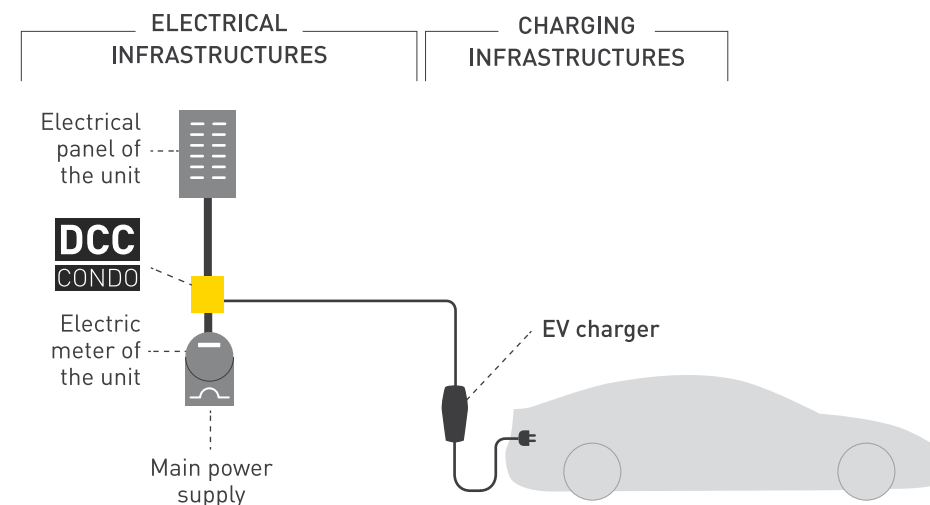 ELECTRICAL
INFRASTRUCTURES
CHARGING
INFRASTRUCTURES
Electrical
panel of
the unit
DCC
CONDO
Electric
meter of
the unit
Main power
supply
EV charger